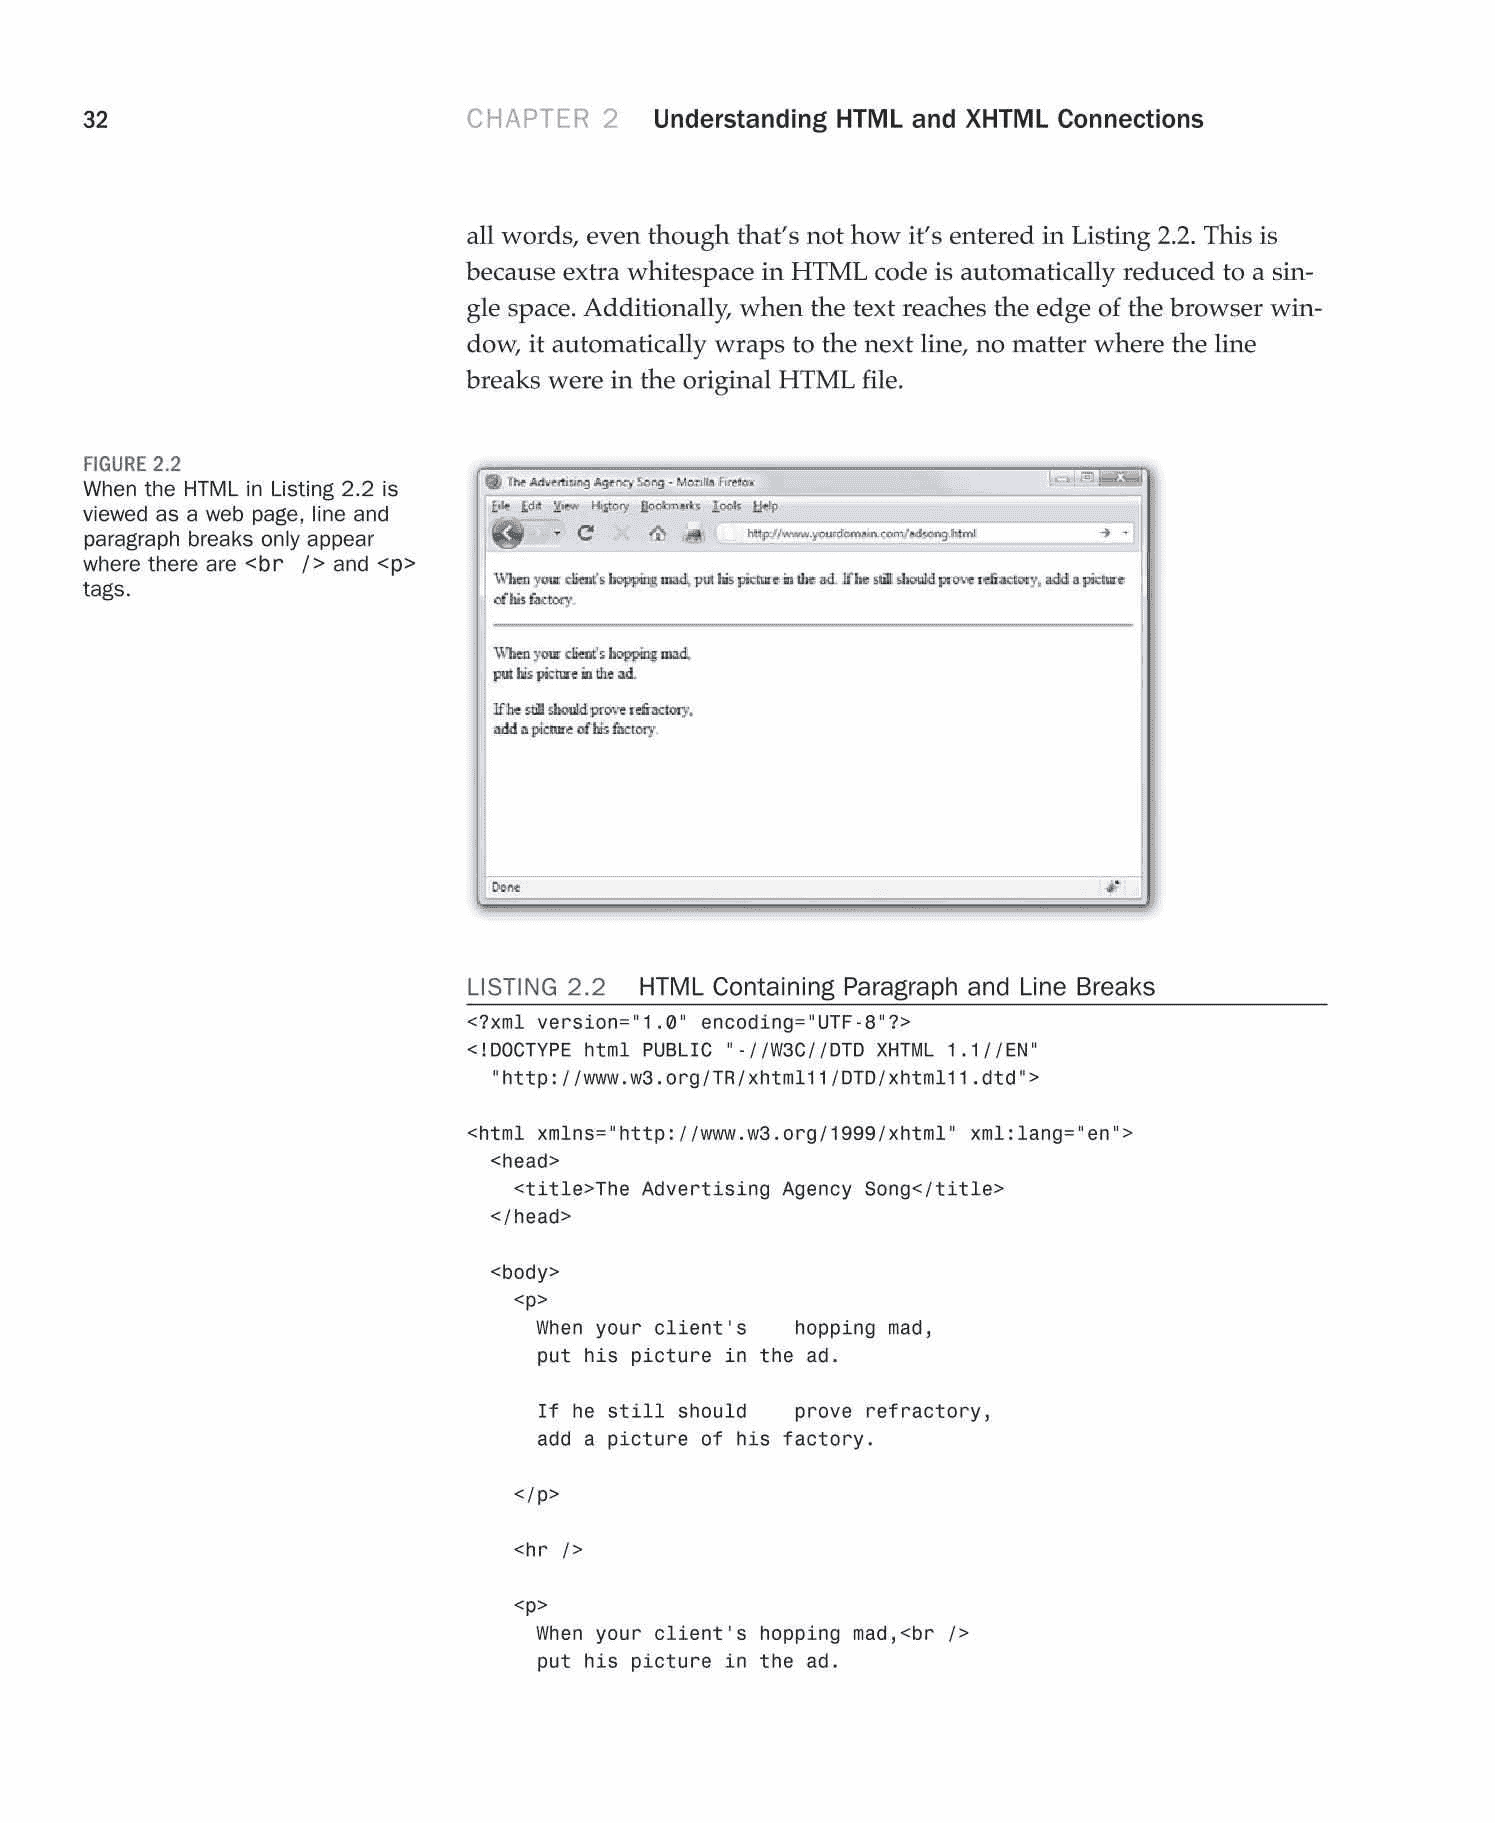 32
CHAPTER 2 Understanding HTML and XHTML Connections
all words, even though that's not how it's entered in Listing 2.2. This is
because extra whitespace in HTML code is automatically reduced to a sin-
gle space. Additionally, when the text reaches the edge of the browser win-
dow, it automatically wraps to the next line, no matter where the line
breaks were in the original HTML file.
FIGURE 2.2
When the HTML in Listing 2.2 is
viewed as a web page, line and
paragraph breaks only appear
where there are <br /> and <p>
tags.
The Advertising Agency Song - Mozilla Firefox
File Edit View History Bookmarks Tools Help
http://www.yourdomain.com/adsong.html
When your client's hopping mad, put his picture in the ad. If he still should prove refractory, add a picture
of his factory.
When your client's hopping mad,
put his picture in the ad.
If he still should prove refractory,
add a picture of his factory.
Done
LISTING 2.2 HTML Containing Paragraph and Line Breaks
<?xml version="1.0" encoding="UTF-8"?>
<!DOCTYPE html PUBLIC "-//W3C//DTD XHTML 1.1//EN"
  "http://www.w3.org/TR/xhtml11/DTD/xhtml11.dtd">
<html xmlns="http://www.w3.org/1999/xhtml" xml:lang="en">
  <head>
    <title>The Advertising Agency Song</title>
  </head>
  <body>
    <p>
      When your client's    hopping mad,
      put his picture in the ad.
      If he still should    prove refractory,
      add a picture of his factory.
    </p>
    <hr />
    <p>
      When your client's hopping mad,<br />
      put his picture in the ad.